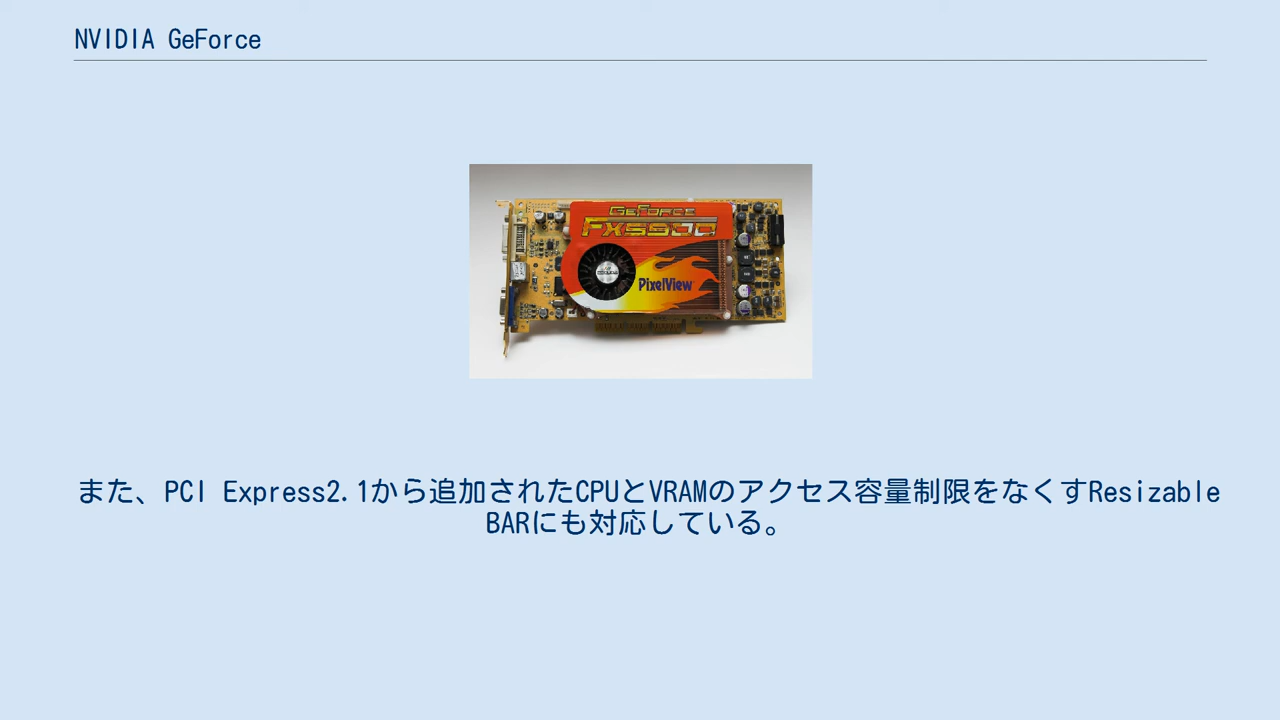 NVIDIA GeForce
GeForce
FX5900
PixelView
また、PCI Express2.1から追加されたCPUとVRAMのアクセス容量制限をなくすResizable
BARにも対応している。